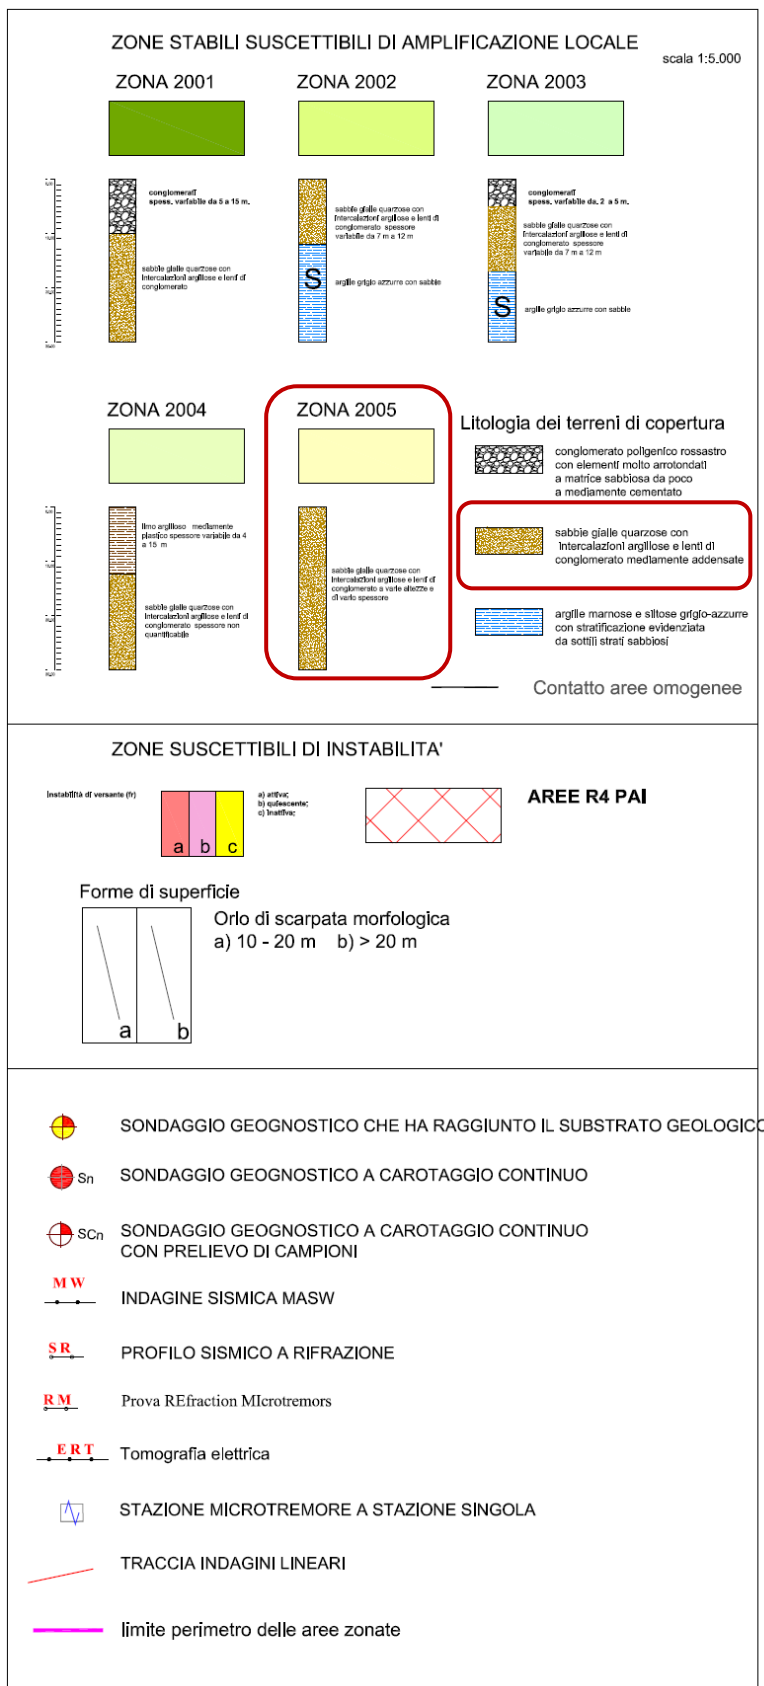 ZONE STABILI SUSCETTIBILI DI AMPLIFICAZIONE LOCALE
scala 1:5.000
ZONA 2001
ZONA 2002
ZONA 2003
conglomerati
spess. variabile da 5 a 15 m.
sabbie gialle quarzose con
intercalazioni argillose e lenti di
conglomerato
sabbie gialle quarzose con
intercalazioni argillose e lenti di
conglomerato spessore
variabile da 7 m a 12 m
S
argille grigio azzurre con sabbie
conglomerati
spess. variabile da. 2 a 5 m.
sabbie gialle quarzose con
intercalazioni argillose e lenti di
conglomerato spessore
variabile da 7 m a 12 m
S
argille grigio azzurre con sabbie
ZONA 2004
ZONA 2005
limo argilloso mediamente
plastico spessore variabile da 4
a 15 m
sabbie gialle quarzose con
intercalazioni argillose e lenti di
conglomerato spessore non
quantificabile
sabbie gialle quarzose con
intercalazioni argillose e lenti di
conglomerato a varie altezze e
di vario spessore
Litologia dei terreni di copertura
conglomerato poligenico rossastro
con elementi molto arrotondati
a matrice sabbiosa da poco
a mediamente cementato
sabbie gialle quarzose con
intercalazioni argillose e lenti di
conglomerato mediamente addensate
argille marnose e siltose grigio-azzurre
con stratificazione evidenziata
da sottili strati sabbiosi
Contatto aree omogenee
ZONE SUSCETTIBILI DI INSTABILITA'
Instabilità di versante (fr)
a b c
a) attiva;
b) quiescente;
c) inattiva;
AREE R4 PAI
Forme di superficie
a b
Orlo di scarpata morfologica
a) 10 - 20 m b) > 20 m
SONDAGGIO GEOGNOSTICO CHE HA RAGGIUNTO IL SUBSTRATO GEOLOGICO
Sn SONDAGGIO GEOGNOSTICO A CAROTAGGIO CONTINUO
SCn SONDAGGIO GEOGNOSTICO A CAROTAGGIO CONTINUO
CON PRELIEVO DI CAMPIONI
M W
INDAGINE SISMICA MASW
S R
PROFILO SISMICO A RIFRAZIONE
R M
Prova REfraction MIcrotremors
E R T
Tomografia elettrica
STAZIONE MICROTREMORE A STAZIONE SINGOLA
TRACCIA INDAGINI LINEARI
limite perimetro delle aree zonate